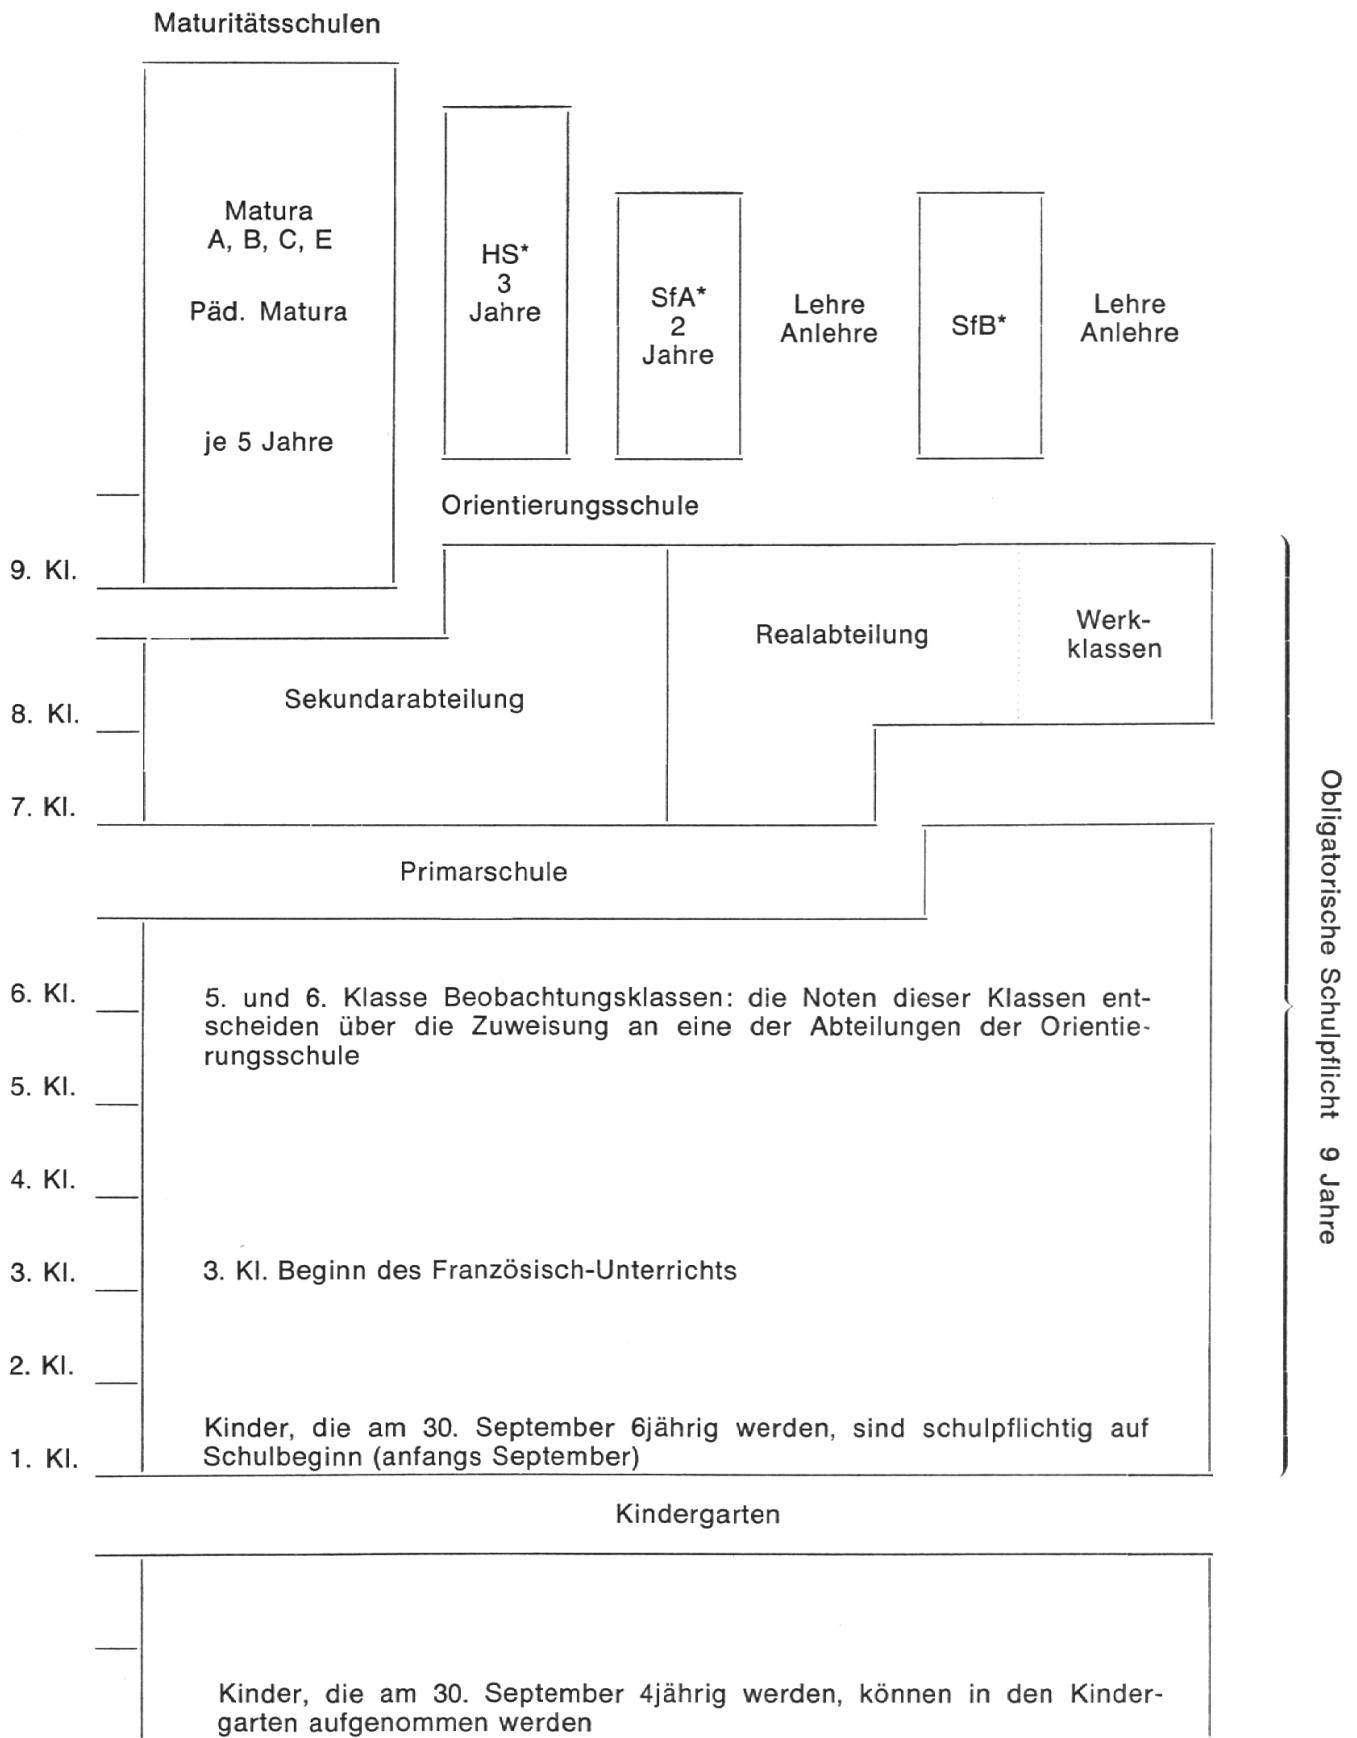 Maturitätsschulen
Matura
A, B, C, E
Päd. Matura
je 5 Jahre
HS*
3
Jahre
SfA*
2
Jahre
Lehre
Anlehre
SfB*
Lehre
Anlehre
Orientierungsschule
9. Kl.
Realabteilung
Werk-
klassen
Sekundarabteilung
8. Kl.
7. Kl.
Primarschule
6. Kl.
5. und 6. Klasse Beobachtungsklassen: die Noten dieser Klassen ent-
scheiden über die Zuweisung an eine der Abteilungen der Orientie-
rungsschule
5. Kl.
4. Kl.
3. Kl.
3. Kl. Beginn des Französisch-Unterrichts
2. Kl.
Kinder, die am 30. September 6jährig werden, sind schulpflichtig auf
Schulbeginn (anfangs September)
1. Kl.
Obligatorische Schulpflicht 9 Jahre
Kindergarten
Kinder, die am 30. September 4jährig werden, können in den Kinder-
garten aufgenommen werden